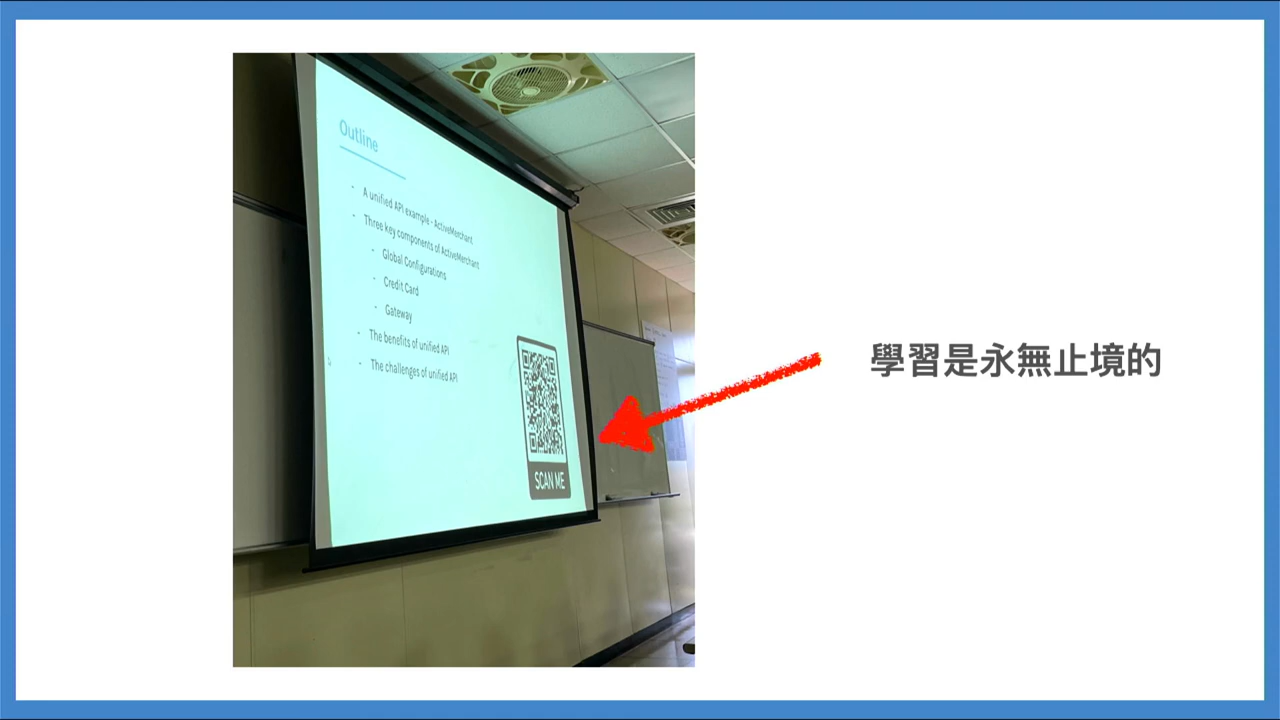 Outline
- A unified API example - ActiveMerchant
- Three key components of ActiveMerchant
- Global Configurations
- Credit Card
- Gateway
- The benefits of unified API
- The challenges of unified API
SCAN ME
學習是永無止境的